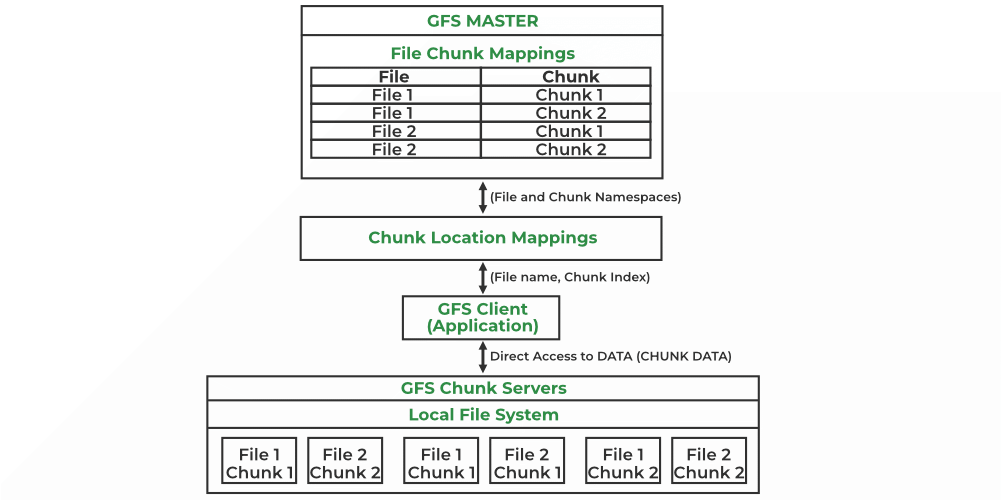 GFS MASTER
File Chunk Mappings
File Chunk
File 1 Chunk 1
File 1 Chunk 2
File 2 Chunk 1
File 2 Chunk 2
(File and Chunk Namespaces)
Chunk Location Mappings
(File name, Chunk Index)
GFS Client
(Application)
Direct Access to DATA (CHUNK DATA)
GFS Chunk Servers
Local File System
File 1
Chunk 1
File 2
Chunk 2
File 1
Chunk 1
File 2
Chunk 1
File 1
Chunk 2
File 2
Chunk 2